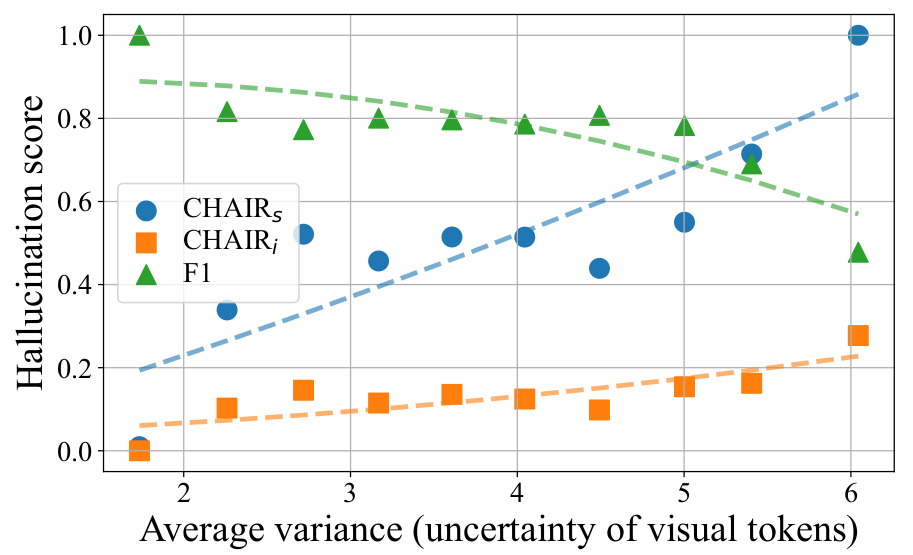 Hallucination score
1.0
0.8
0.6
0.4
0.2
0.0
CHAIRₛ
CHAIRᵢ
F1
2 3 4 5 6
Average variance (uncertainty of visual tokens)